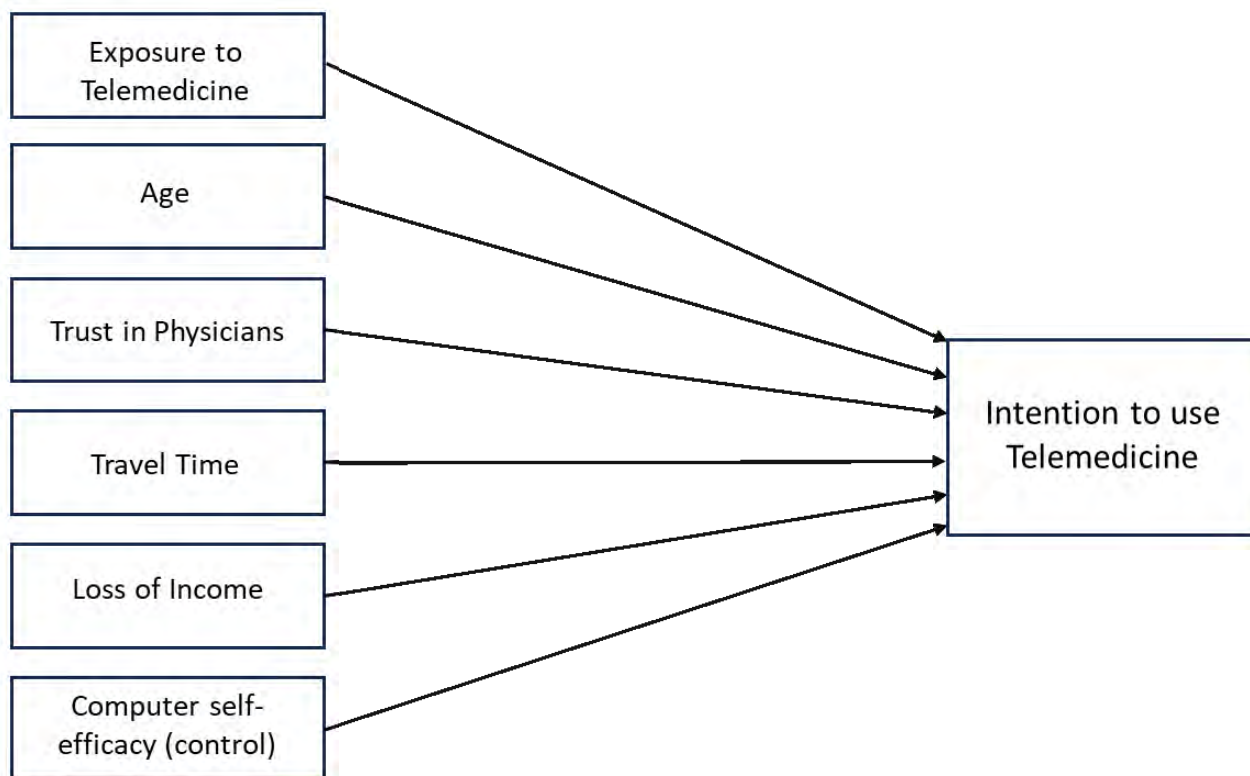 Exposure to
Telemedicine
Age
Trust in Physicians
Travel Time
Loss of Income
Computer self-
efficacy (control)
Intention to use
Telemedicine